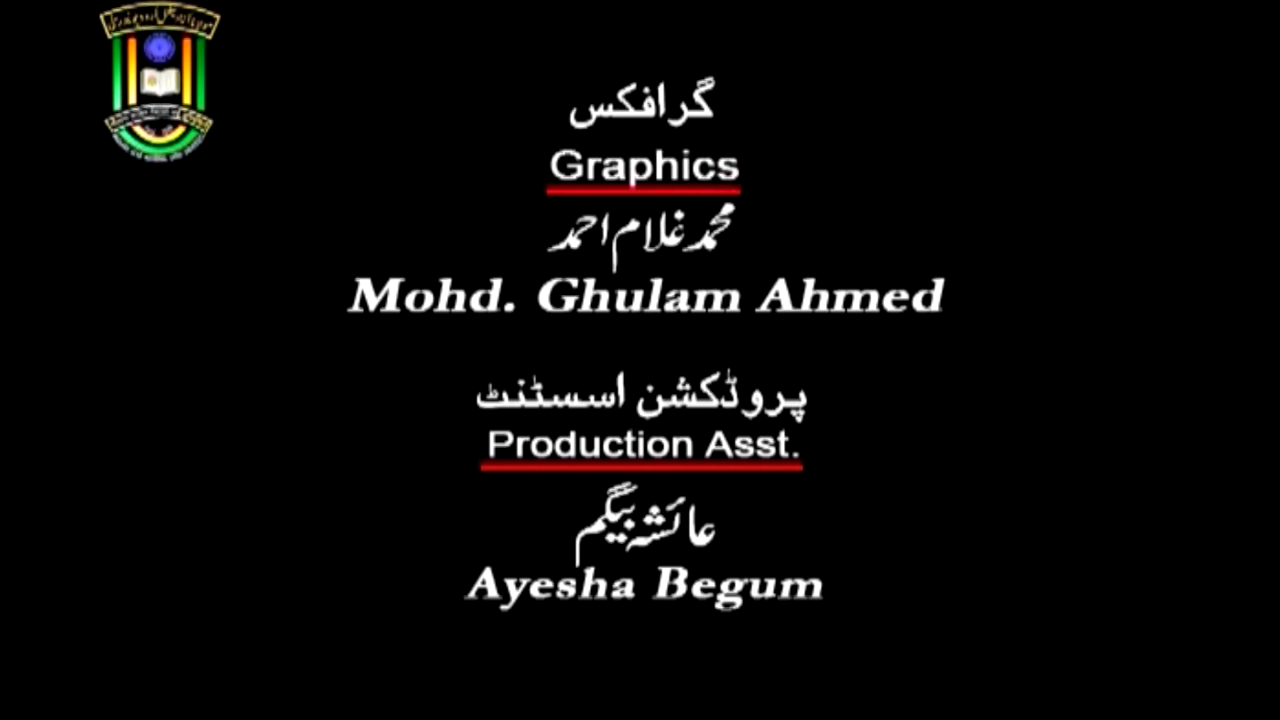 گرافکس
Graphics
محمد غلام احمد
Mohd. Ghulam Ahmed
پروڈکشن اسسٹنٹ
Production Asst.
عائشہ بیگم
Ayesha Begum